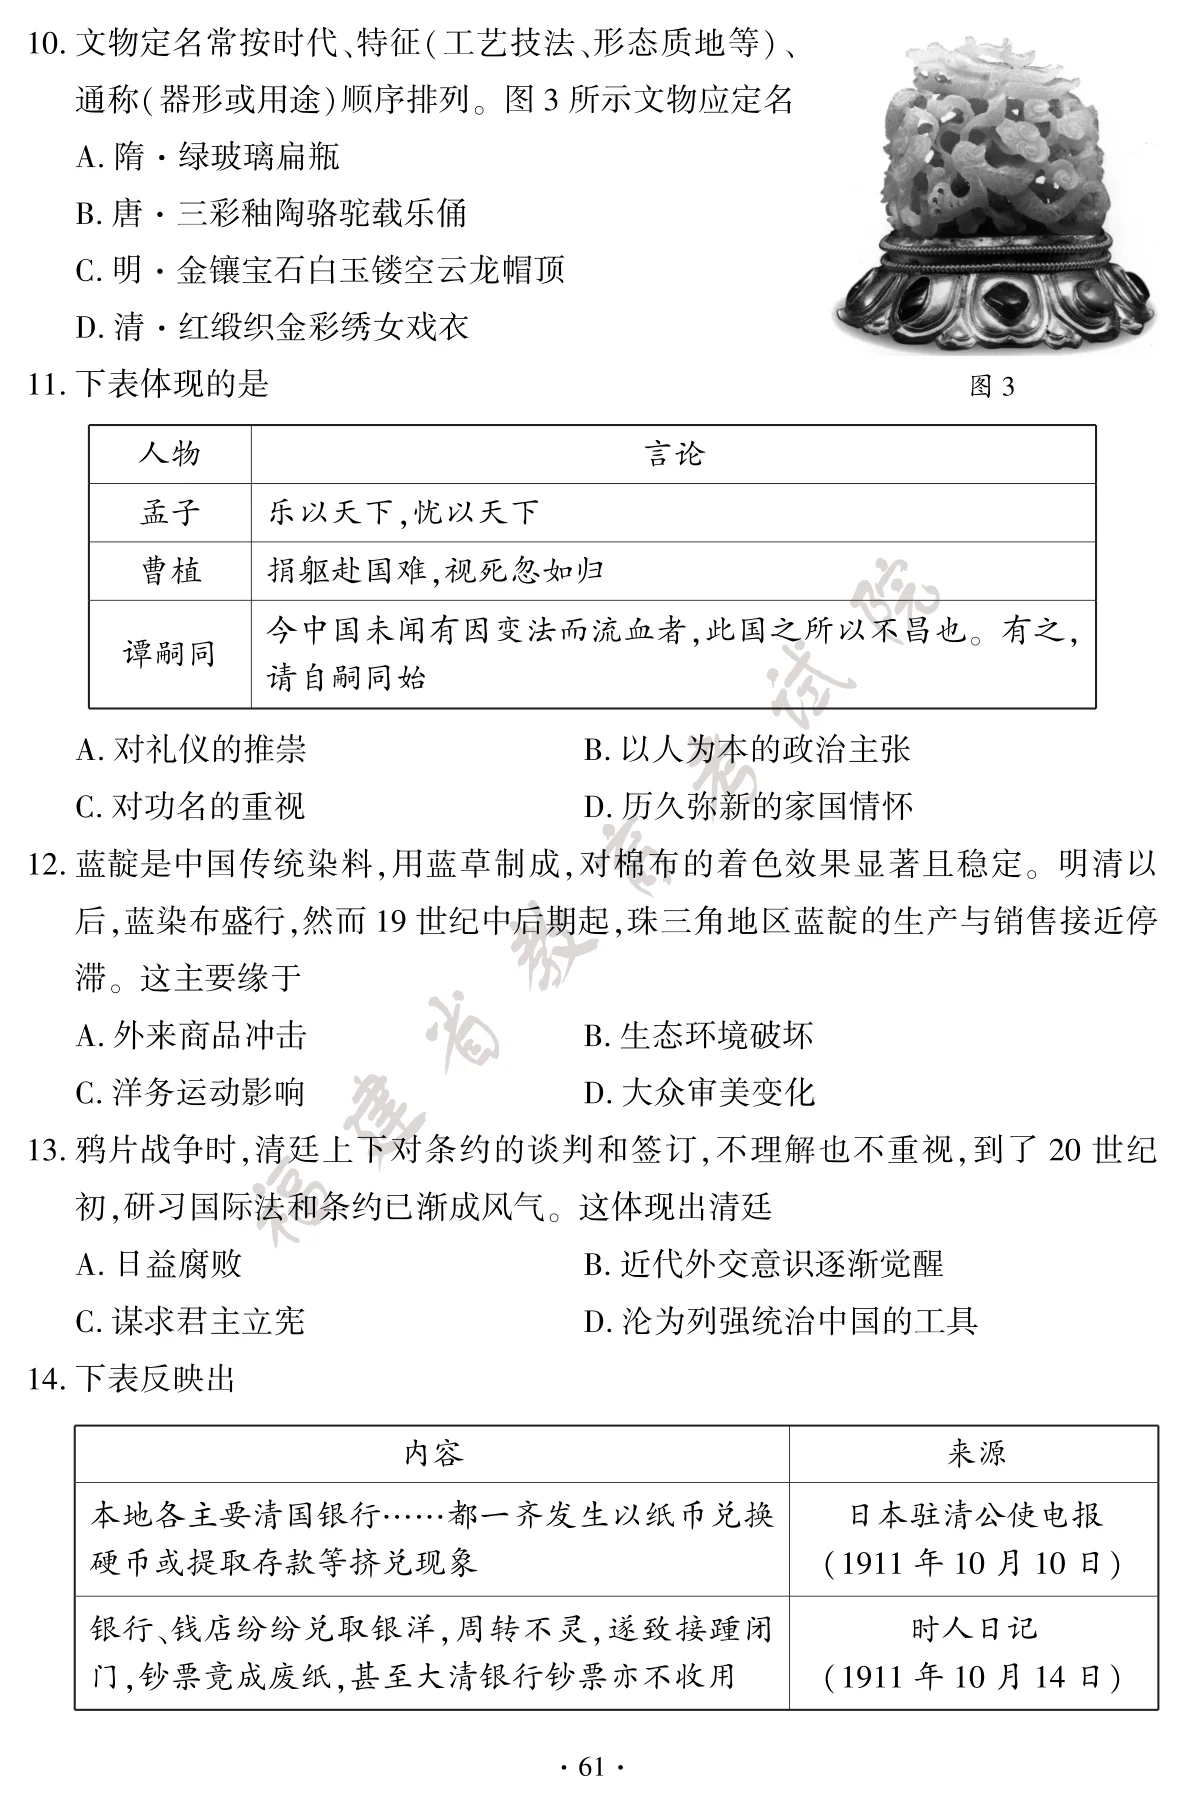 10. 文物定名常按时代、特征(工艺技法、形态质地等)、
通称(器形或用途)顺序排列。图 3 所示文物应定名
A. 隋·绿玻璃扁瓶
B. 唐·三彩釉陶骆驼载乐俑
C. 明·金镶宝石白玉镂空云龙帽顶
D. 清·红缎织金彩绣女戏衣
图 3
11. 下表体现的是
人物 言论
孟子 乐以天下,忧以天下
曹植 捐躯赴国难,视死忽如归
谭嗣同 今中国未闻有因变法而流血者,此国之所以不昌也。有之,
请自嗣同始
A. 对礼仪的推崇 B. 以人为本的政治主张
C. 对功名的重视 D. 历久弥新的家国情怀
12. 蓝靛是中国传统染料,用蓝草制成,对棉布的着色效果显著且稳定。明清以
后,蓝染布盛行,然而 19 世纪中后期起,珠三角地区蓝靛的生产与销售接近停
滞。这主要缘于
A. 外来商品冲击 B. 生态环境破坏
C. 洋务运动影响 D. 大众审美变化
13. 鸦片战争时,清廷上下对条约的谈判和签订,不理解也不重视,到了 20 世纪
初,研习国际法和条约已渐成风气。这体现出清廷
A. 日益腐败 B. 近代外交意识逐渐觉醒
C. 谋求君主立宪 D. 沦为列强统治中国的工具
14. 下表反映出
内容 来源
本地各主要清国银行……都一齐发生以纸币兑换 日本驻清公使电报
硬币或提取存款等挤兑现象 (1911 年 10 月 10 日)
银行、钱店纷纷兑取银洋,周转不灵,遂致接踵闭 时人日记
门,钞票竟成废纸,甚至大清银行钞票亦不收用 (1911 年 10 月 14 日)
· 61 ·
福建省教育考试院